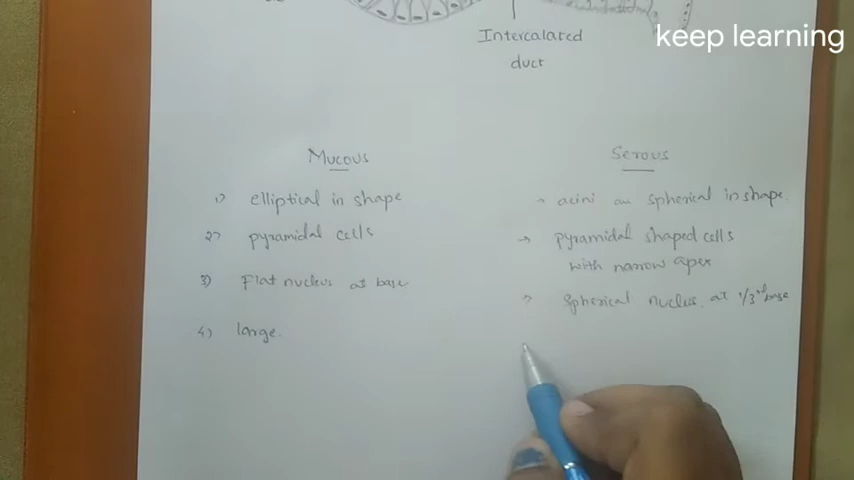 Intercalated
duct
keep learning
Mucous
1) elliptical in shape
2) pyramidal cells
3) Flat nucleus at base
4) large.
Serous
acini are spherical in shape.
→ pyramidal shaped cells
with narrow apex
spherical nucleus at 1/3rd base